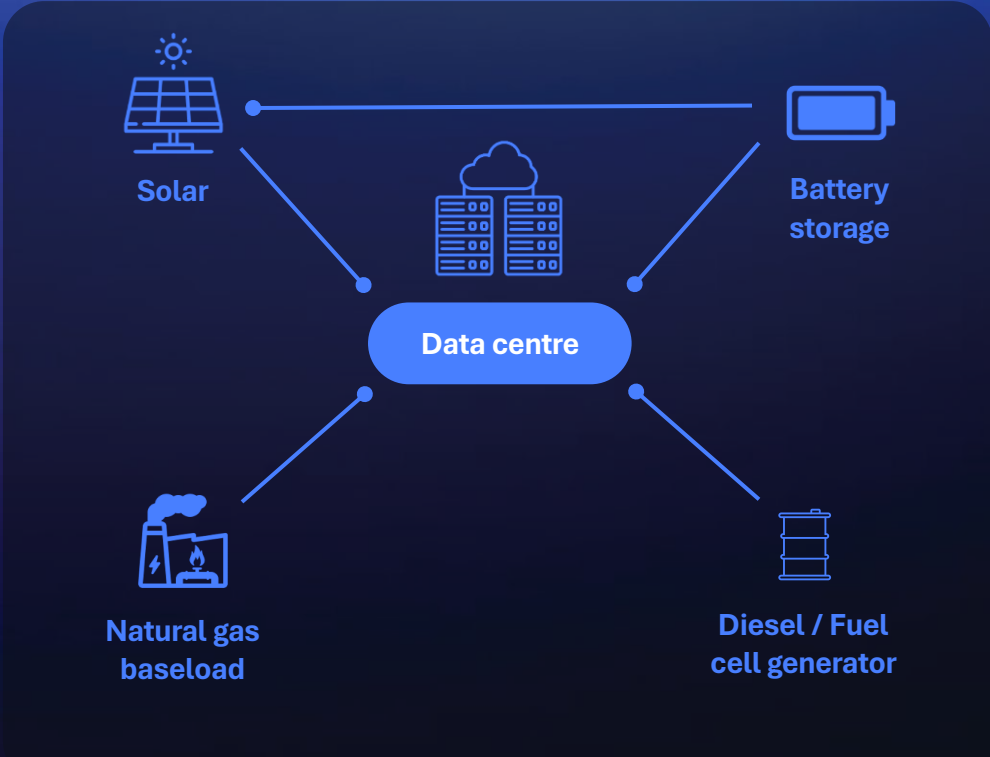 Solar
Battery
storage
Data centre
Natural gas
baseload
Diesel / Fuel
cell generator